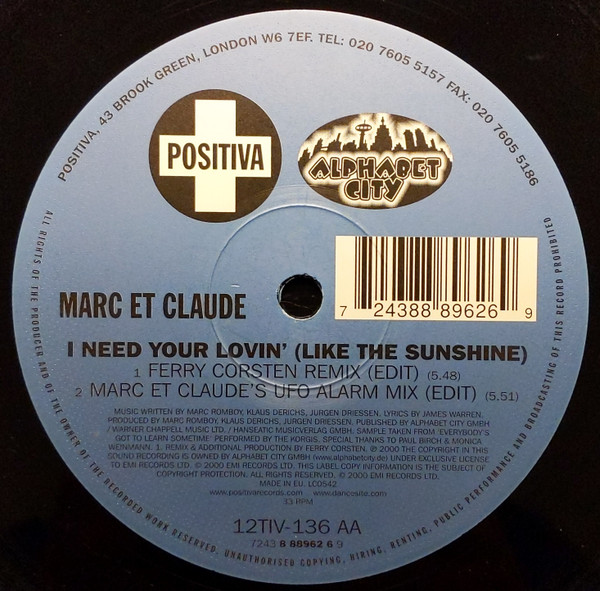 POSITIVA, 43 BROOK GREEN, LONDON W6 7EF. TEL: 020 7605 5157 FAX: 020 7605 5186
POSITIVA
ALPHABET
CITY
7 24388 89626 9
MARC ET CLAUDE
I NEED YOUR LOVIN' (LIKE THE SUNSHINE)
1 FERRY CORSTEN REMIX (EDIT) (5.48)
2 MARC ET CLAUDE'S UFO ALARM MIX (EDIT) (5.51)
MUSIC WRITTEN BY MARC ROMBOY, KLAUS DERICHS, JURGEN DRIESSEN, LYRICS BY JAMES WARREN.
PRODUCED BY MARC ROMBOY, KLAUS DERICHS, JURGEN DRIESSEN, PUBLISHED BY ALPHABET CITY GMBH
/ WARNER CHAPPELL MUSIC LTD. / HANSEATIC MUSIVERLAG GMBH. SAMPLE TAKEN FROM 'EVERYBODY'S
GOT TO LEARN SOMETIME' PERFORMED BY THE KORGIS. SPECIAL THANKS TO PAUL BIRCH & MONICA
WEINMANN. 1. REMIX & ADDITIONAL PRODUCTION BY FERRY CORSTEN. ℗ 2000 THE COPYRIGHT IN THIS
SOUND RECORDING IS OWNED BY ALPHABET CITY GMBH (www.alphabetcity.de) UNDER EXCLUSIVE LICENSE
TO EMI RECORDS LTD. © 2000 EMI RECORDS LTD. THIS LABEL COPY INFORMATION IS THE SUBJECT OF
COPYRIGHT PROTECTION. ALL RIGHTS RESERVED. © 2000 EMI RECORDS LTD.
MADE IN EU. LC0542
www.positivarecords.com www.dancesite.com
33 RPM
12TIV-136 AA
7243 8 88962 6 9
ALL RIGHTS OF THE PRODUCER AND OF THE OWNER OF THE RECORDED WORK RESERVED. UNAUTHORISED COPYING, HIRING, RENTING, PUBLIC PERFORMANCE AND BROADCASTING OF THIS RECORD PROHIBITED